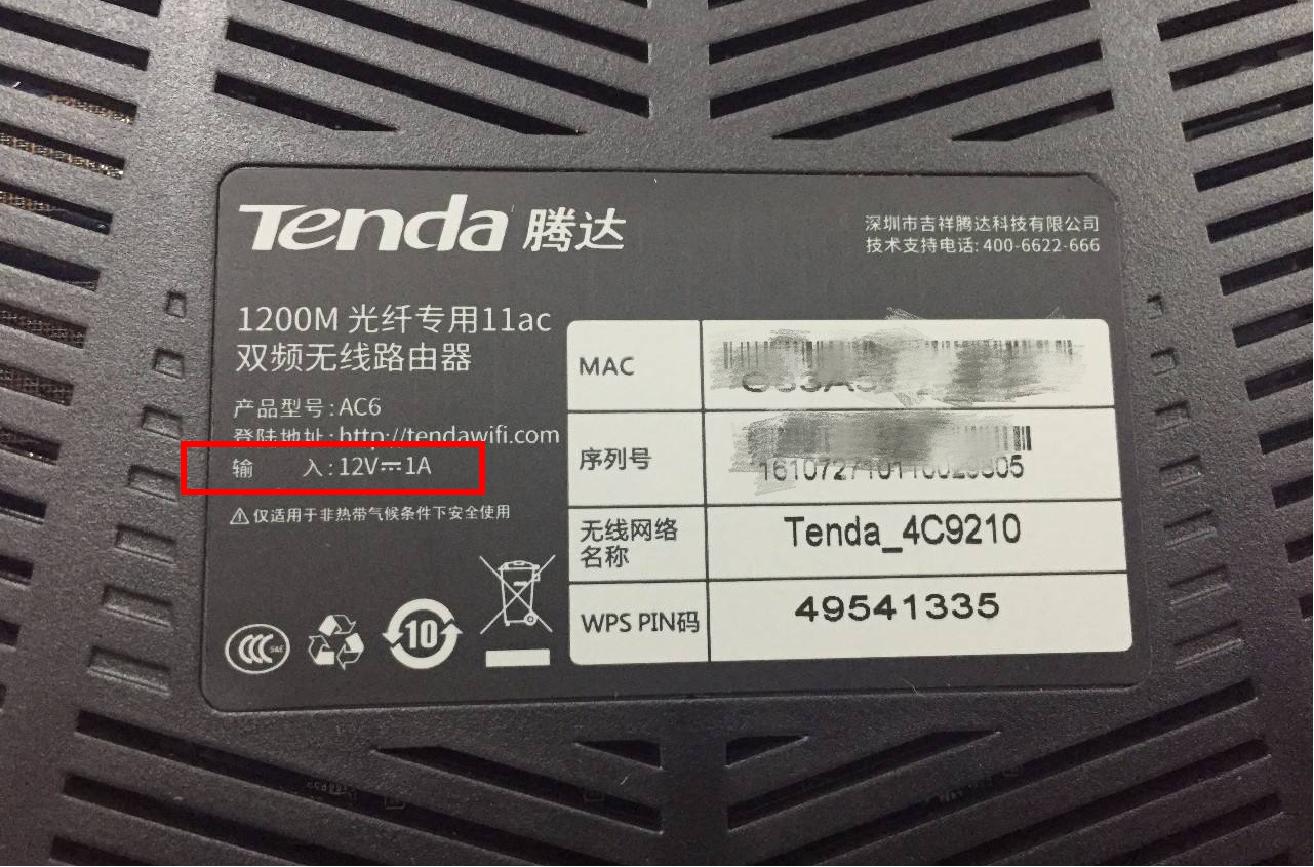 Tenda 腾达
深圳市吉祥腾达科技有限公司
技术支持电话: 400-6622-666
1200M 光纤专用11ac
双频无线路由器
产品型号: AC6
登陆地址: http://tendawifi.com
输 入: 12V⎓1A
⚠ 仅适用于非热带气候条件下安全使用
10
MAC
序列号
无线网络
名称
Tenda_4C9210
WPS PIN码
49541335